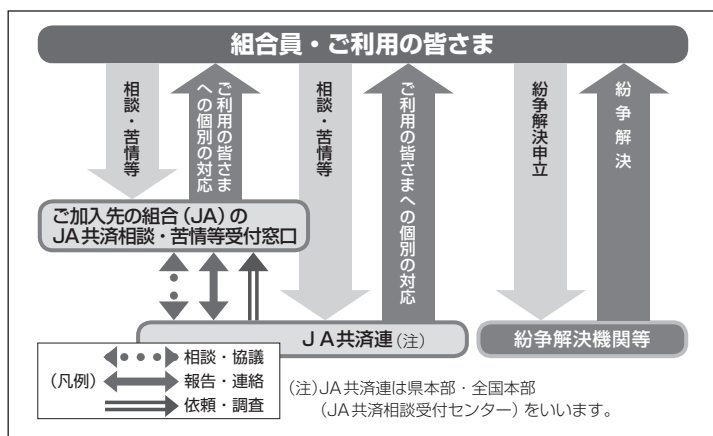 組合員・ご利用の皆さま
相談・苦情等
ご利用の皆さま
への個別の対応
相談・苦情等
ご利用の皆さまへの個別の対応
紛争解決申立
紛争解決
ご加入先の組合(JA)の
JA共済相談・苦情等受付窓口
JA共済連(注)
紛争解決機関等
(凡例)
相談・協議
報告・連絡
依頼・調査
(注)JA共済連は県本部・全国本部
(JA共済相談受付センター)をいいます。